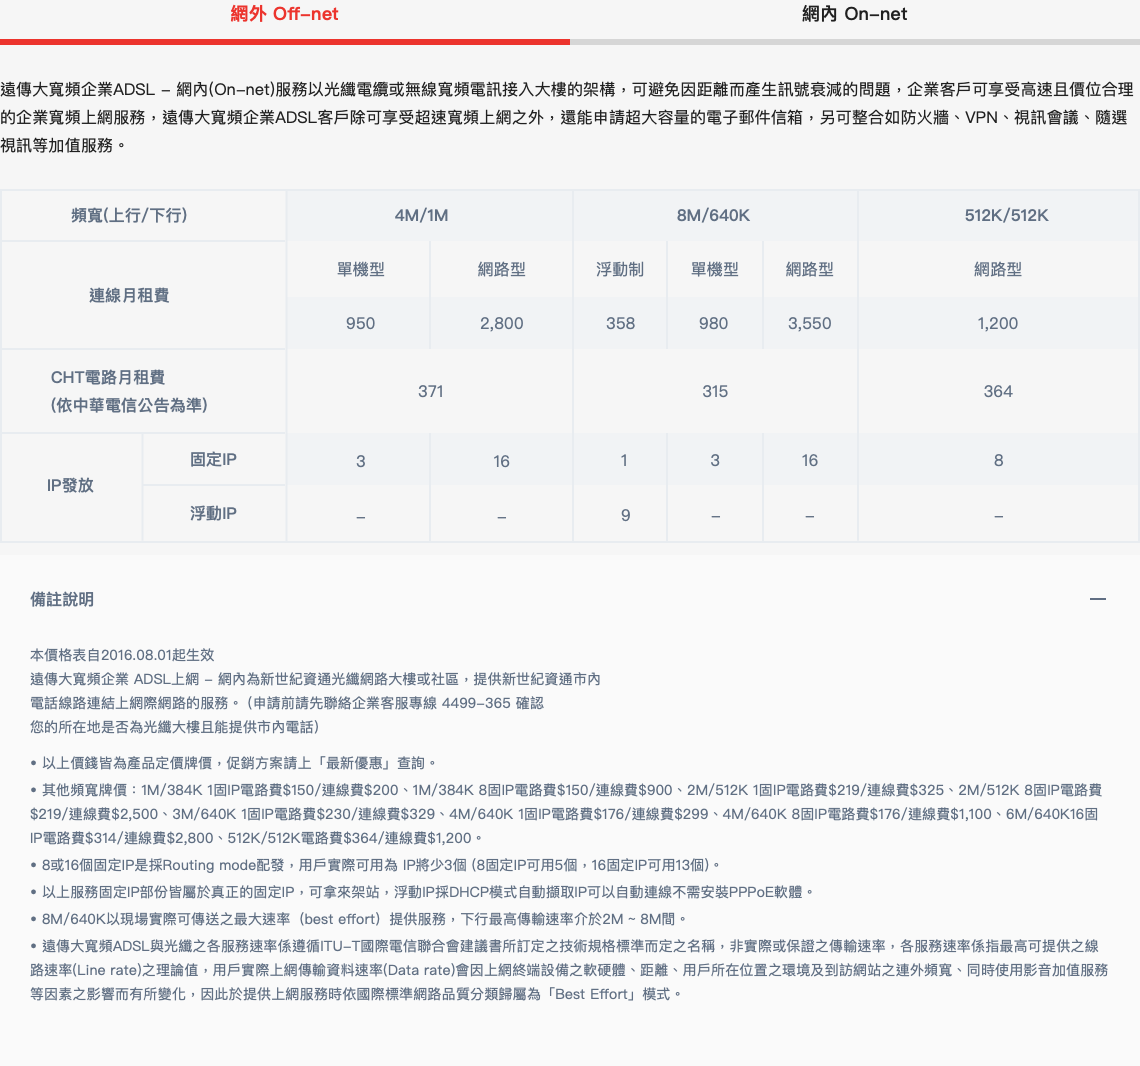 網外 Off-net
網內 On-net
遠傳大寬頻企業ADSL – 網內(On-net)服務以光纖電纜或無線寬頻電訊接入大樓的架構，可避免因距離而產生訊號衰減的問題，企業客戶可享受高速且價位合理
的企業寬頻上網服務，遠傳大寬頻企業ADSL客戶除可享受超速寬頻上網之外，還能申請超大容量的電子郵件信箱，另可整合如防火牆、VPN、視訊會議、隨選
視訊等加值服務。
頻寬(上行/下行) 4M/1M 8M/640K 512K/512K
單機型 網路型 浮動制 單機型 網路型 網路型
連線月租費
950 2,800 358 980 3,550 1,200
CHT電路月租費
(依中華電信公告為準)
371 315 364
固定IP 3 16 1 3 16 8
IP發放
浮動IP – – 9 – – –
備註說明 —
本價格表自2016.08.01起生效
遠傳大寬頻企業 ADSL上網 – 網內為新世紀資通光纖網路大樓或社區，提供新世紀資通市內
電話線路連結上網際網路的服務。 (申請前請先聯絡企業客服專線 4499-365 確認
您的所在地是否為光纖大樓且能提供市內電話)
• 以上價錢皆為產品定價牌價，促銷方案請上「最新優惠」查詢。
• 其他頻寬牌價：1M/384K 1固IP電路費$150/連線費$200、1M/384K 8固IP電路費$150/連線費$900、2M/512K 1固IP電路費$219/連線費$325、2M/512K 8固IP電路費
$219/連線費$2,500、3M/640K 1固IP電路費$230/連線費$329、4M/640K 1固IP電路費$176/連線費$299、4M/640K 8固IP電路費$176/連線費$1,100、6M/640K16固
IP電路費$314/連線費$2,800、512K/512K電路費$364/連線費$1,200。
• 8或16個固定IP是採Routing mode配發，用戶實際可用為 IP將少3個 (8固定IP可用5個，16固定IP可用13個)。
• 以上服務固定IP部份皆屬於真正的固定IP，可拿來架站，浮動IP採DHCP模式自動擷取IP可以自動連線不需安裝PPPoE軟體。
• 8M/640K以現場實際可傳送之最大速率（best effort）提供服務，下行最高傳輸速率介於2M ~ 8M間。
• 遠傳大寬頻ADSL與光纖之各服務速率係遵循ITU-T國際電信聯合會建議書所訂定之技術規格標準而定之名稱，非實際或保證之傳輸速率，各服務速率係指最高可提供之線
路速率(Line rate)之理論值，用戶實際上網傳輸資料速率(Data rate)會因上網終端設備之軟硬體、距離、用戶所在位置之環境及到訪網站之連外頻寬、同時使用影音加值服務
等因素之影響而有所變化，因此於提供上網服務時依國際標準網路品質分類歸屬為「Best Effort」模式。